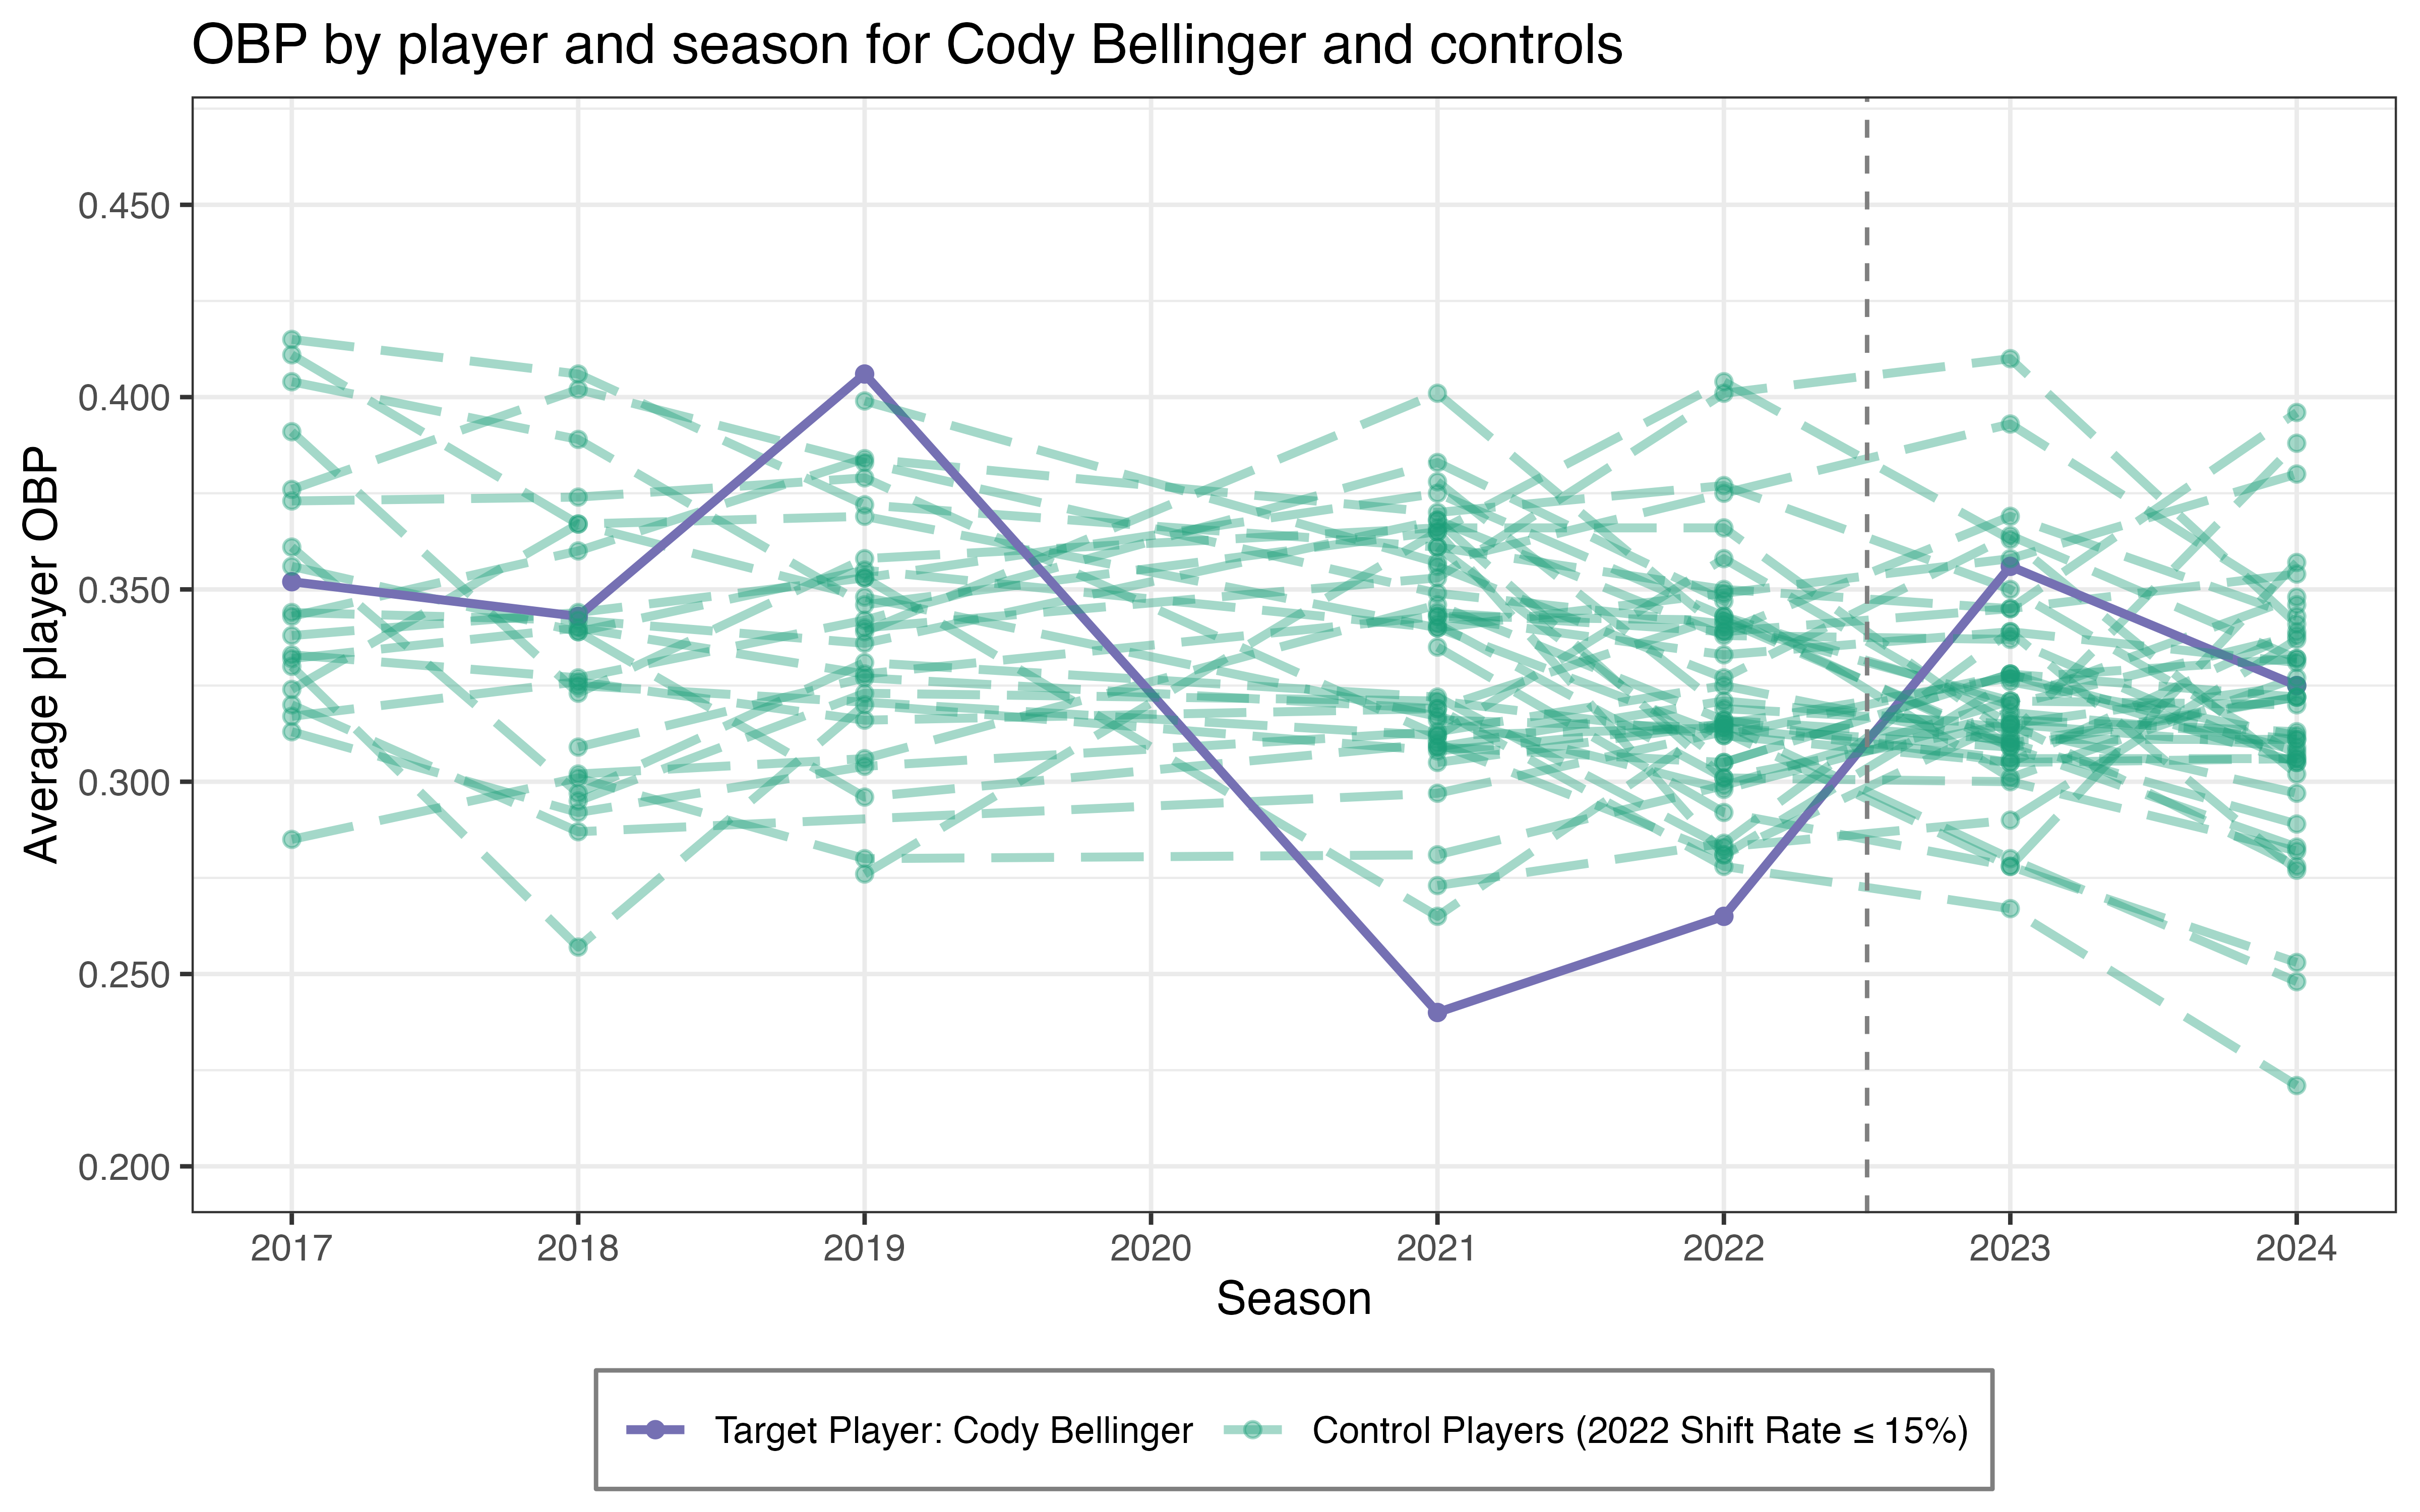 OBP by player and season for Cody Bellinger and controls
Average player OBP
0.450
0.400
0.350
0.300
0.250
0.200
2017 2018 2019 2020 2021 2022 2023 2024
Season
Target Player: Cody Bellinger Control Players (2022 Shift Rate ≤ 15%)